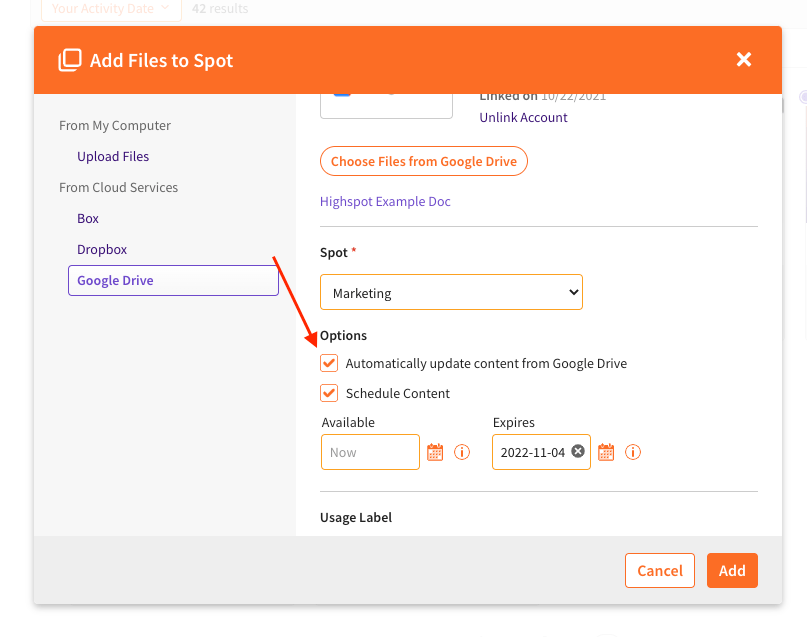 Your Activity Date
42 results
Add Files to Spot
From My Computer
Upload Files
From Cloud Services
Box
Dropbox
Google Drive
Linked on 10/22/2021
Unlink Account
Choose Files from Google Drive
Highspot Example Doc
Spot *
Marketing
Options
Automatically update content from Google Drive
Schedule Content
Available
Expires
Now
2022-11-04
Usage Label
Cancel
Add